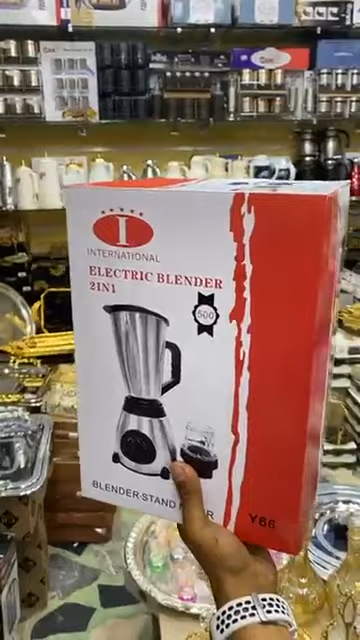 I
INTERNATIONAL
ELECTRIC BLENDER
2IN1
500
BLENDER-STAND
Y66